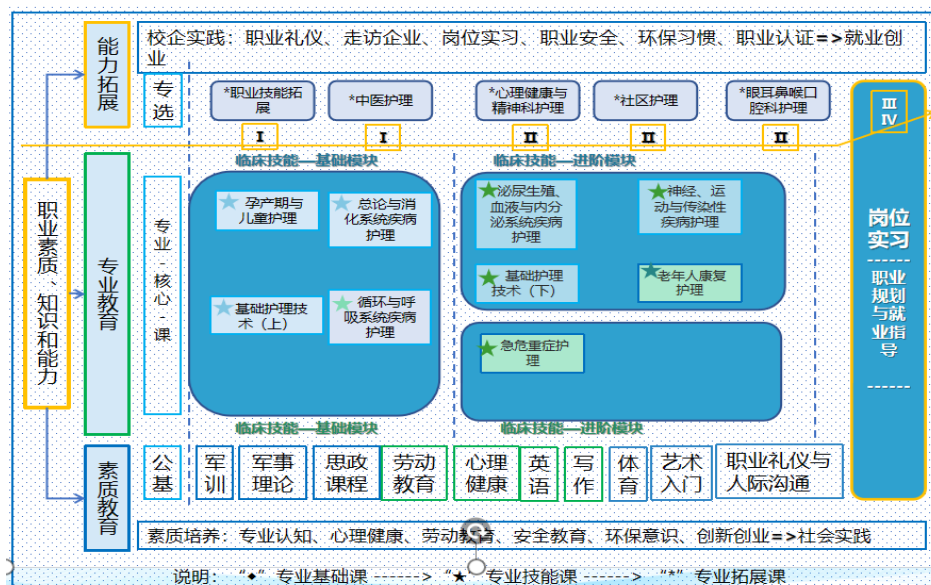 校企实践：职业礼仪、走访企业、岗位实习、职业安全、环保习惯、职业认证=>就业创
业
能力拓展
专选
*职业技能拓
展
*中医护理
*心理健康与
精神科护理
*社区护理
*眼耳鼻喉口
腔科护理
I
I
II
II
II
III
IV
临床技能—基础模块
临床技能—进阶模块
职业素质、知识和能力
专业教育
专业-核心-课
★孕产期与
儿童护理
★总论与消
化系统疾病
护理
★基础护理技
术（上）
★循环与呼
吸系统疾病
护理
★泌尿生殖、
血液与内分
泌系统疾病
护理
★神经、运
动与传染性
疾病护理
★基础护理
技术（下）
★老年人康复
护理
★急危重症护
理
岗位
实习
------
职业
规划
与就
业指
导
------
临床技能—基础模块
临床技能—进阶模块
素质教育
公基
军训
军事
理论
思政
课程
劳动
教育
心理
健康
英语
写作
体育
艺术
入门
职业礼仪与
人际沟通
素质培养：专业认知、心理健康、劳动教育、安全教育、环保意识、创新创业=>社会实践
说明： “◆”专业基础课 ------> “★”专业技能课 ------> “*”专业拓展课